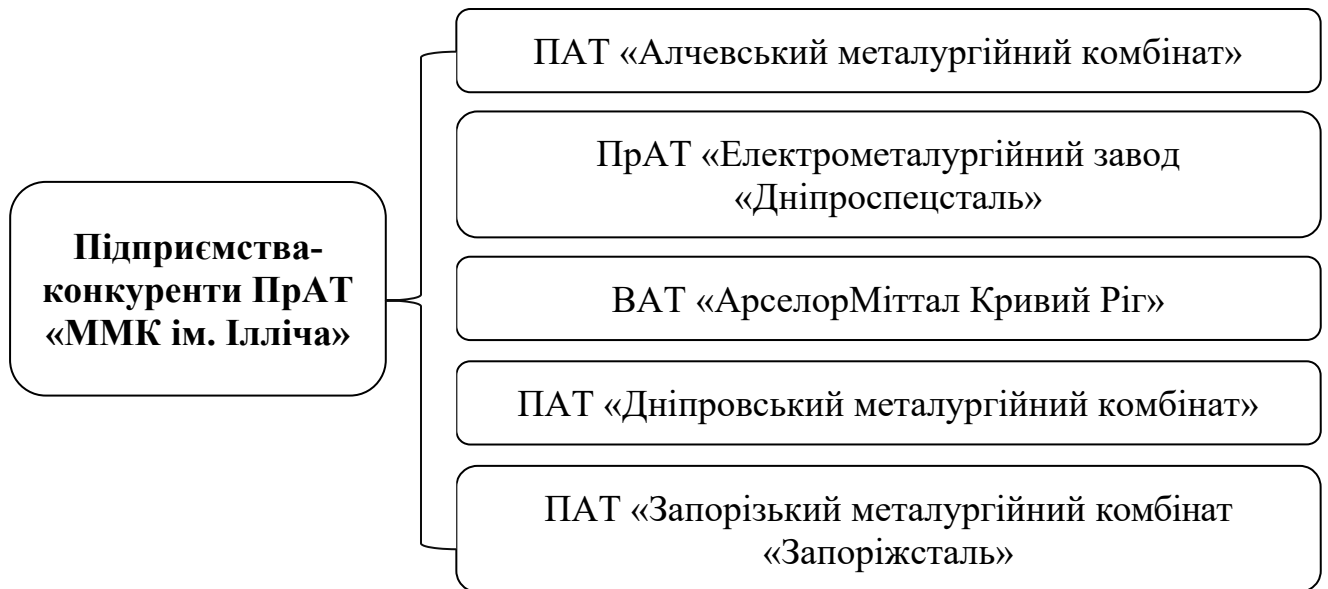 ПАТ «Алчевський металургійний комбінат»
ПрАТ «Електрометалургійний завод
«Дніпроспецсталь»
Підприємства-
конкуренти ПрАТ
«ММК ім. Ілліча»
ВАТ «АрселорМіттал Кривий Ріг»
ПАТ «Дніпровський металургійний комбінат»
ПАТ «Запорізький металургійний комбінат
«Запоріжсталь»